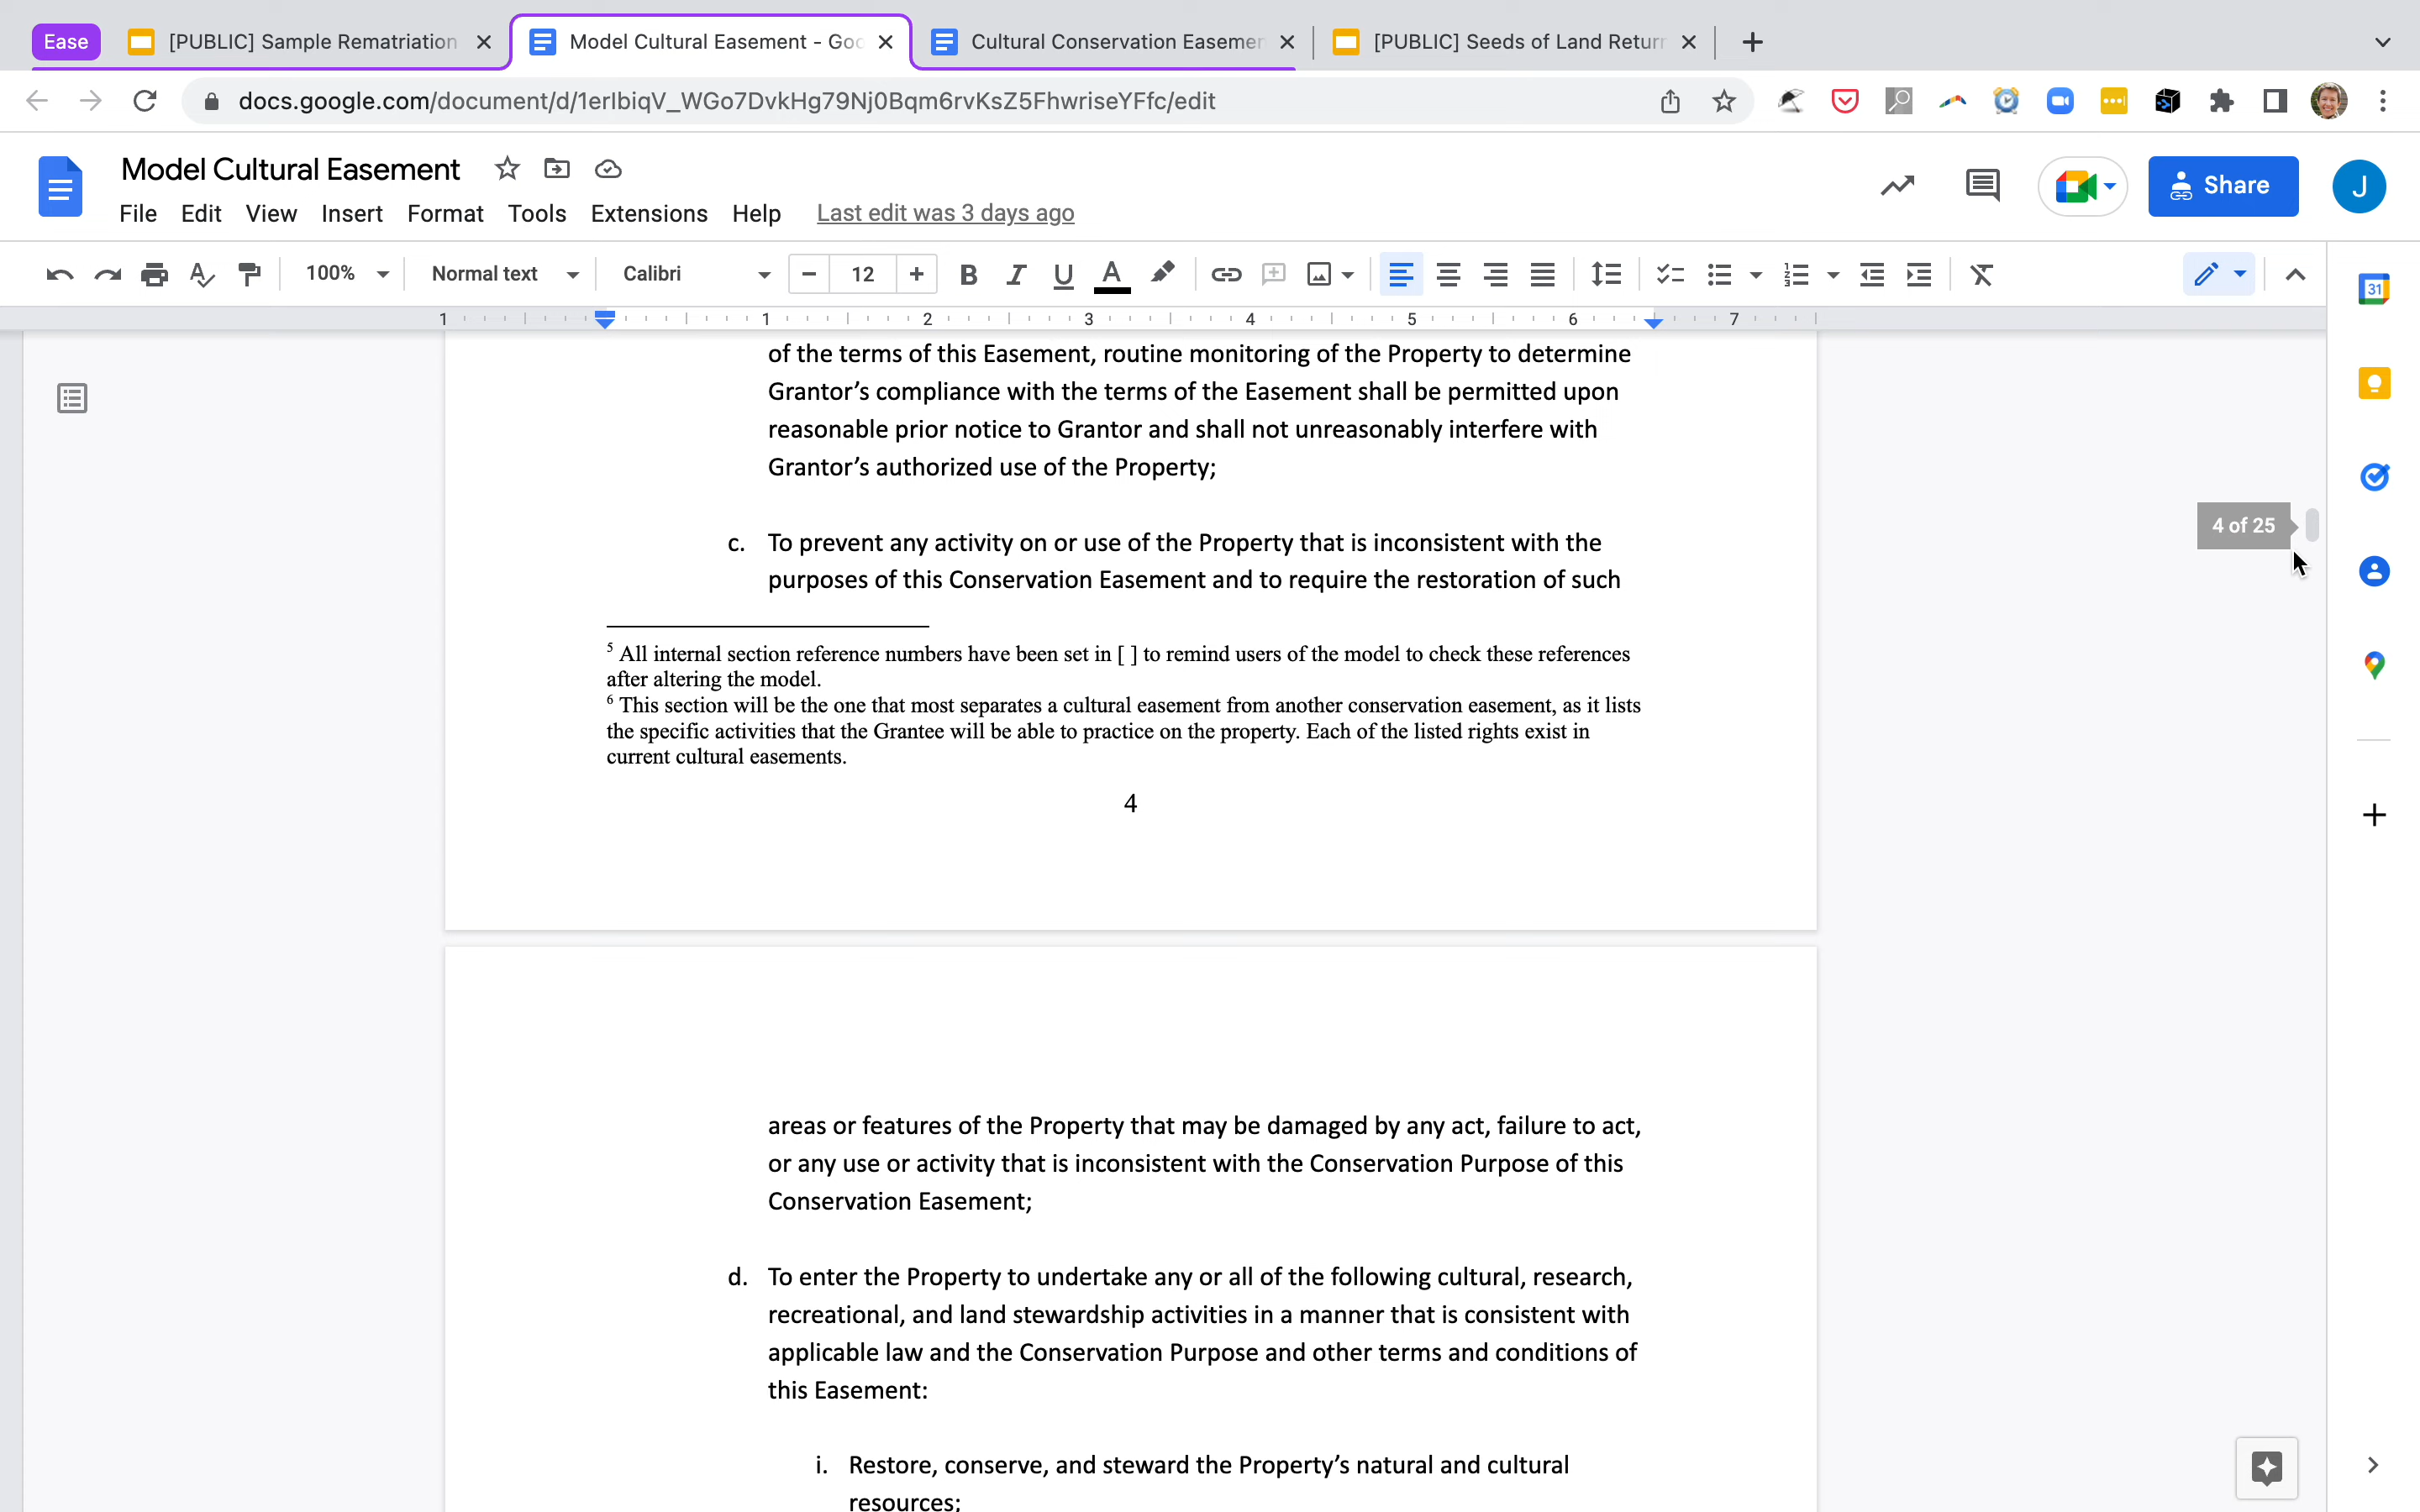 Ease
[PUBLIC] Sample Rematriation
Model Cultural Easement - Goo
Cultural Conservation Easemen
[PUBLIC] Seeds of Land Return
docs.google.com/document/d/1erlbiqV_WGo7DvkHg79Nj0Bqm6rvKsZ5FhwriseYFfc/edit
Model Cultural Easement
File Edit View Insert Format Tools Extensions Help Last edit was 3 days ago
Share
J
100% Normal text Calibri 12
31
1 1 2 3 4 5 6 7
of the terms of this Easement, routine monitoring of the Property to determine
Grantor’s compliance with the terms of the Easement shall be permitted upon
reasonable prior notice to Grantor and shall not unreasonably interfere with
Grantor’s authorized use of the Property;
4 of 25
c. To prevent any activity on or use of the Property that is inconsistent with the
purposes of this Conservation Easement and to require the restoration of such
5 All internal section reference numbers have been set in [ ] to remind users of the model to check these references
after altering the model.
6 This section will be the one that most separates a cultural easement from another conservation easement, as it lists
the specific activities that the Grantee will be able to practice on the property. Each of the listed rights exist in
current cultural easements.
4
areas or features of the Property that may be damaged by any act, failure to act,
or any use or activity that is inconsistent with the Conservation Purpose of this
Conservation Easement;
d. To enter the Property to undertake any or all of the following cultural, research,
recreational, and land stewardship activities in a manner that is consistent with
applicable law and the Conservation Purpose and other terms and conditions of
this Easement:
i. Restore, conserve, and steward the Property’s natural and cultural
resources;